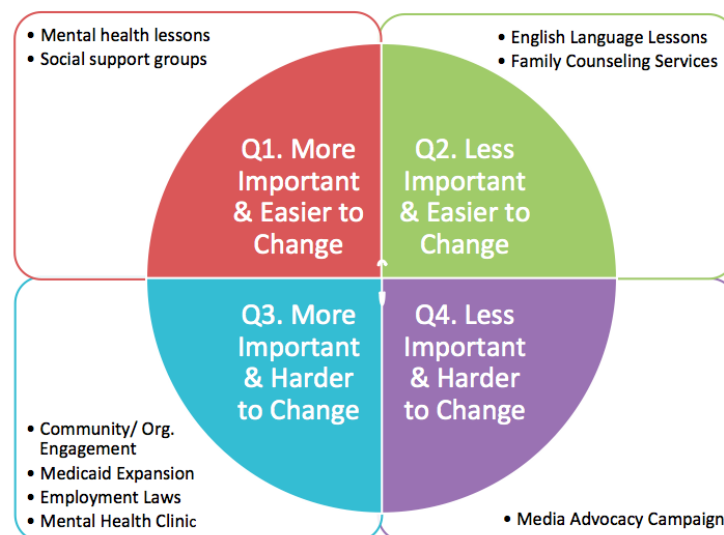 • Mental health lessons
• Social support groups
• English Language Lessons
• Family Counseling Services
Q1. More
Important
& Easier to
Change
Q2. Less
Important
& Easier to
Change
Q3. More
Important
& Harder
to Change
Q4. Less
Important
& Harder
to Change
• Community/ Org.
Engagement
• Medicaid Expansion
• Employment Laws
• Mental Health Clinic
• Media Advocacy Campaign